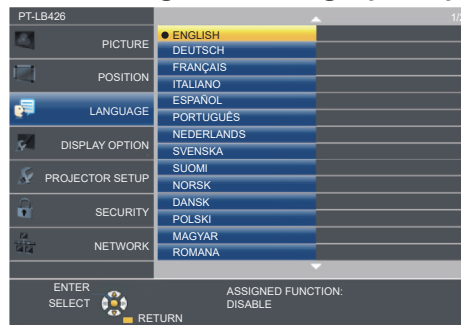 PT-LB426
1/2
PICTURE
POSITION
LANGUAGE
DISPLAY OPTION
PROJECTOR SETUP
SECURITY
NETWORK
ENGLISH
DEUTSCH
FRANÇAIS
ITALIANO
ESPAÑOL
PORTUGUÊS
NEDERLANDS
SVENSKA
SUOMI
NORSK
DANSK
POLSKI
MAGYAR
ROMANA
ENTER
SELECT
RETURN
ASSIGNED FUNCTION:
DISABLE